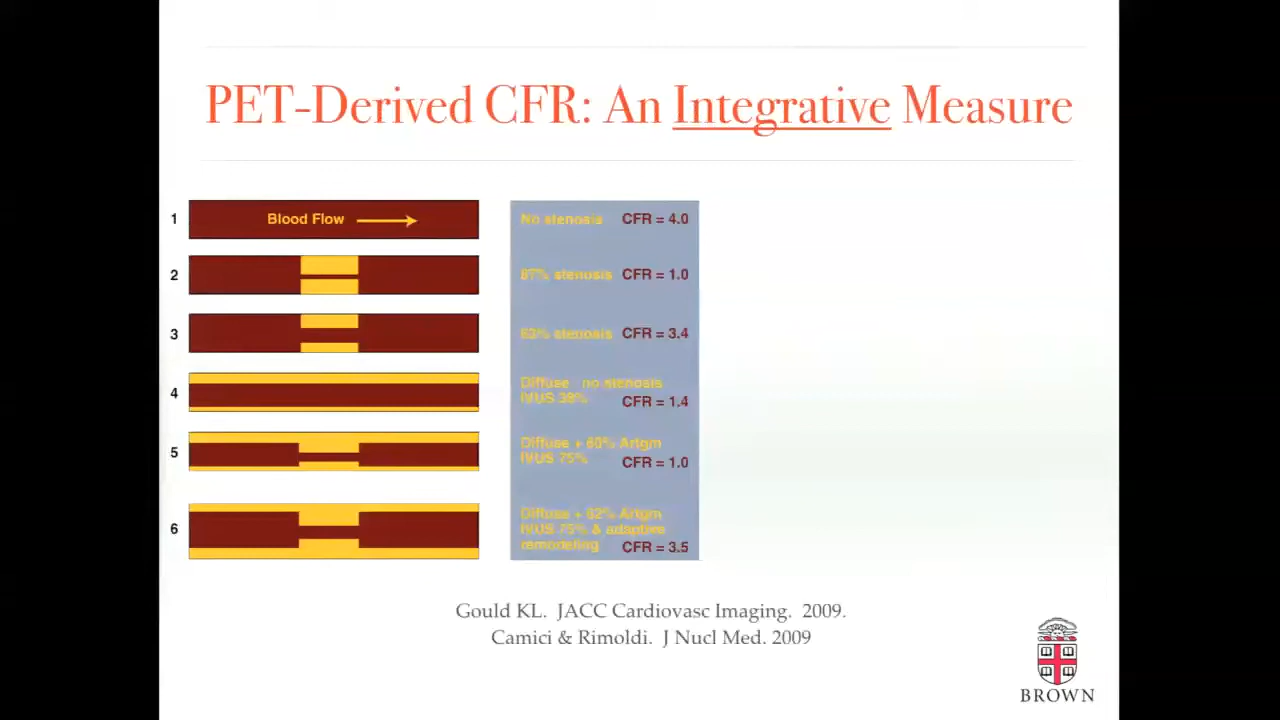 PET-Derived CFR: An Integrative Measure
1 Blood Flow No stenosis CFR = 4.0
2 87% stenosis CFR = 1.0
3 CFR = 3.4
stenosis
4 Diffuse no stenosis
IVUS 39% CFR = 1.4
5 Diffuse + 60% Artgm
IVUS 75% CFR = 1.0
6 Diffuse + Artgm
IVUS 75% & adaptive
remodeling CFR = 3.5
Gould KL. JACC Cardiovasc Imaging. 2009.
Camici & Rimoldi. J Nucl Med. 2009
BROWN